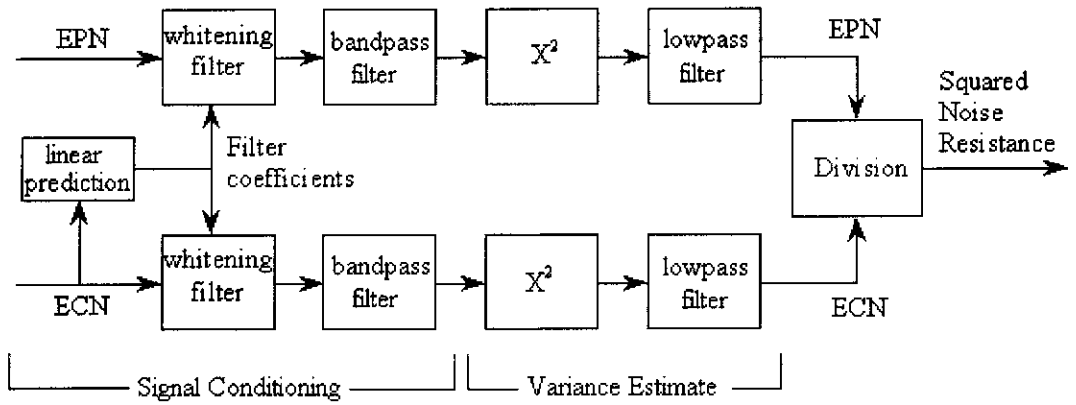 EPN
whitening
filter
bandpass
filter
X²
lowpass
filter
EPN
Squared
Noise
Resistance
linear
prediction
Filter
coefficients
Division
ECN
whitening
filter
bandpass
filter
X²
lowpass
filter
ECN
Signal Conditioning
Variance Estimate